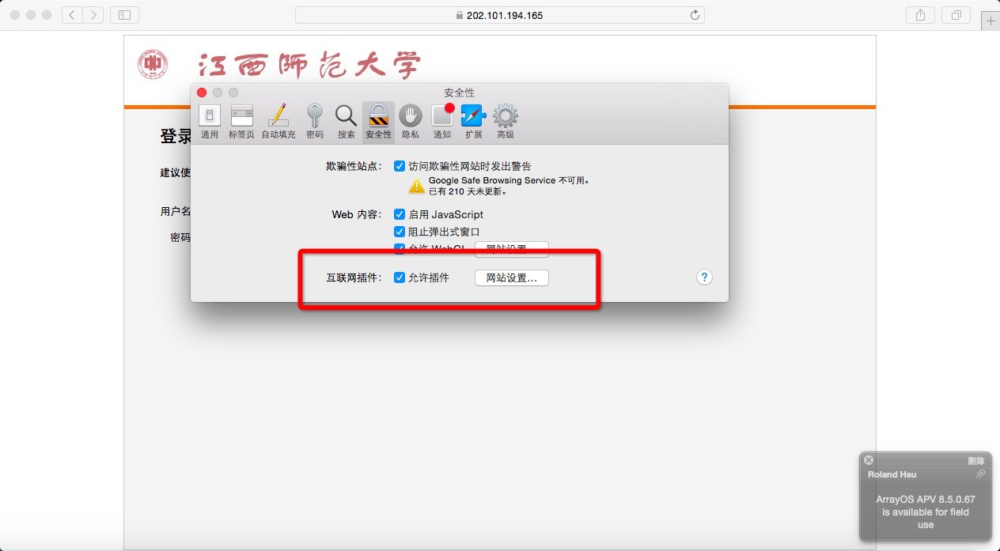 202.101.194.165
江西师范大学
安全性
通用 标签页 自动填充 密码 搜索 安全性 隐私 通知 扩展 高级
登录
建议使
用户名
密码
欺骗性站点： 访问欺骗性网站时发出警告
Google Safe Browsing Service 不可用。
已有 210 天未更新。
Web 内容： 启用 JavaScript
阻止弹出式窗口
允许 WebGL 网站设置...
互联网插件： 允许插件 网站设置...
?
删除
Roland Hsu
ArrayOS APV 8.5.0.67
is available for field
use